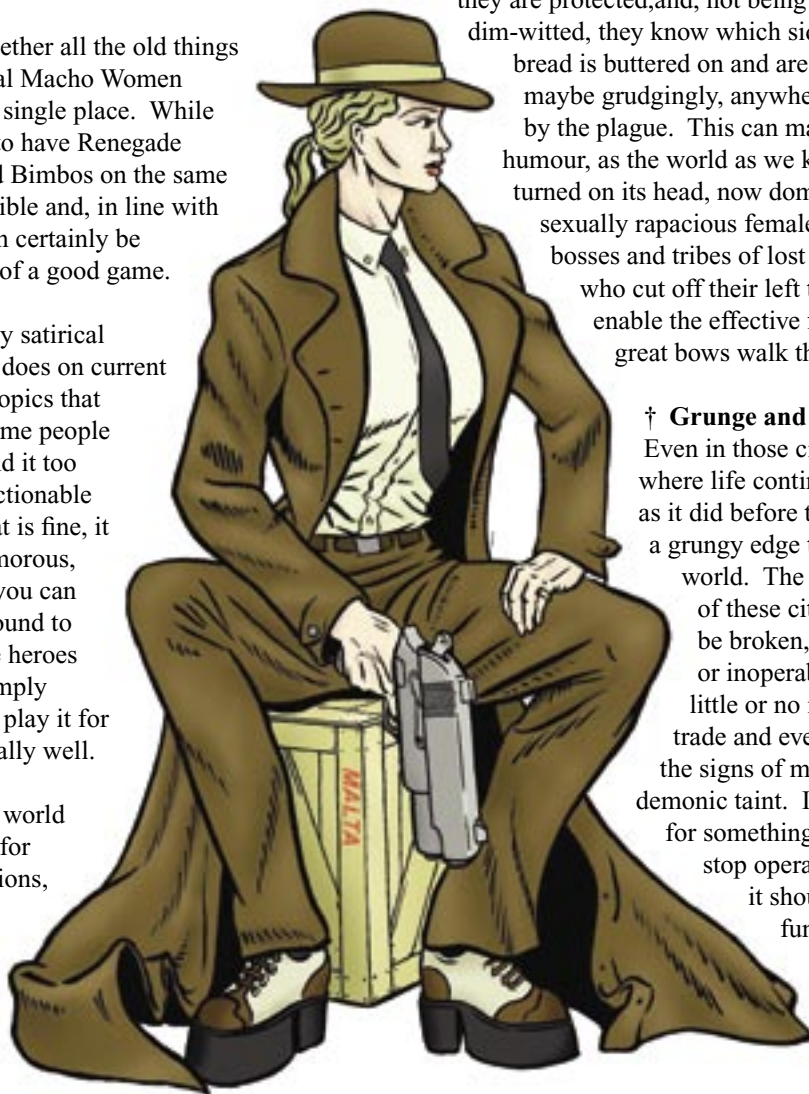 ether all the old things
al Macho Women
single place. While
to have Renegade
d Bimbos on the same
ible and, in line with
n certainly be
of a good game.
y satirical
does on current
opics that
me people
d it too
ctionable
at is fine, it
morous,
you can
ound to
e heroes
mply
play it for
ally well.
world
for
ions,
MALTA
they are protected,and, not being
dim-witted, they know which sid
bread is buttered on and are
maybe grudgingly, anywhe
by the plague. This can ma
humour, as the world as we k
turned on its head, now dom
sexually rapacious female
bosses and tribes of lost
who cut off their left t
enable the effective
great bows walk th
† Grunge and
Even in those ci
where life contin
as it did before t
a grungy edge t
world. The
of these cit
be broken,
or inoperab
little or no
trade and eve
the signs of m
demonic taint. I
for something
stop opera
it shou
fun